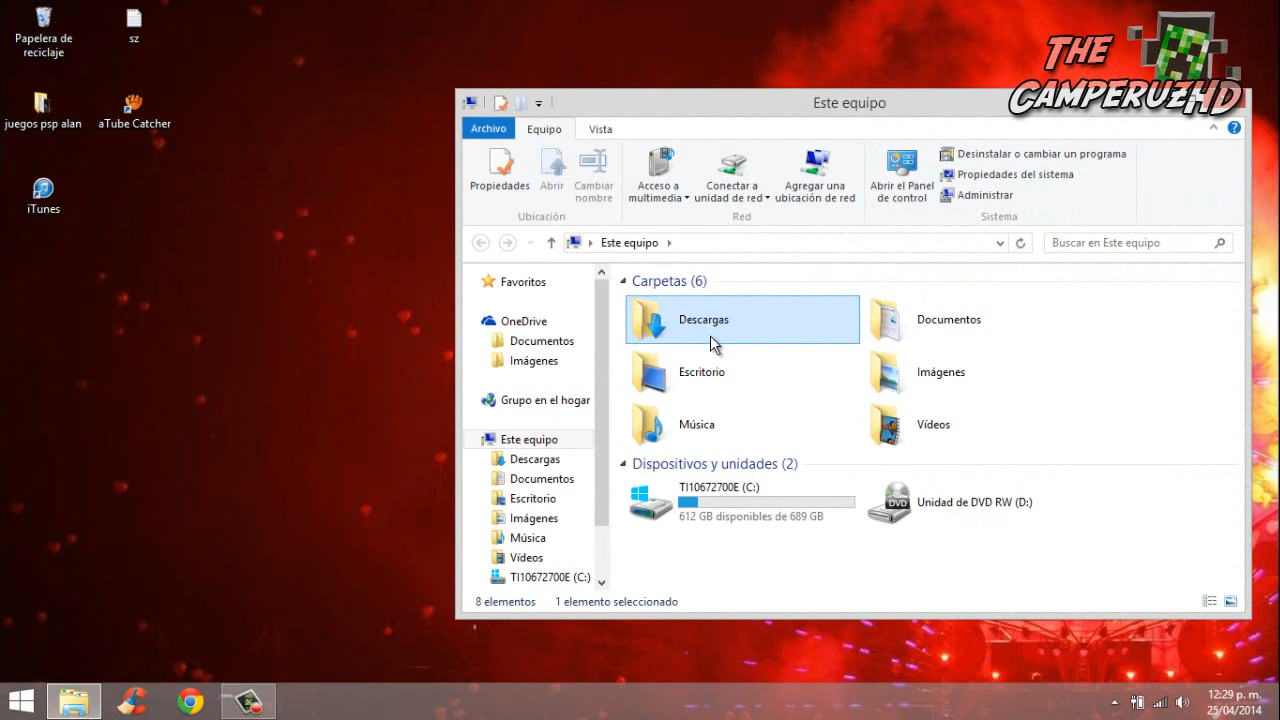 Papelera de
reciclaje
sz
juegos psp alan
aTube Catcher
iTunes
THE
CAMPERUZHD
Este equipo
Archivo
Equipo
Vista
Propiedades
Abrir
Cambiar
nombre
Ubicación
Acceso a
multimedia
Conectar a
unidad de red
Agregar una
ubicación de red
Red
Abrir el Panel
de control
Desinstalar o cambiar un programa
Propiedades del sistema
Administrar
Sistema
Este equipo
Buscar en Este equipo
Favoritos
OneDrive
Documentos
Imágenes
Grupo en el hogar
Este equipo
Descargas
Documentos
Escritorio
Imágenes
Música
Vídeos
TI10672700E (C:)
Carpetas (6)
Descargas
Documentos
Escritorio
Imágenes
Música
Vídeos
Dispositivos y unidades (2)
TI10672700E (C:)
612 GB disponibles de 689 GB
DVD
Unidad de DVD RW (D:)
8 elementos
1 elemento seleccionado
12:29 p. m.
25/04/2014